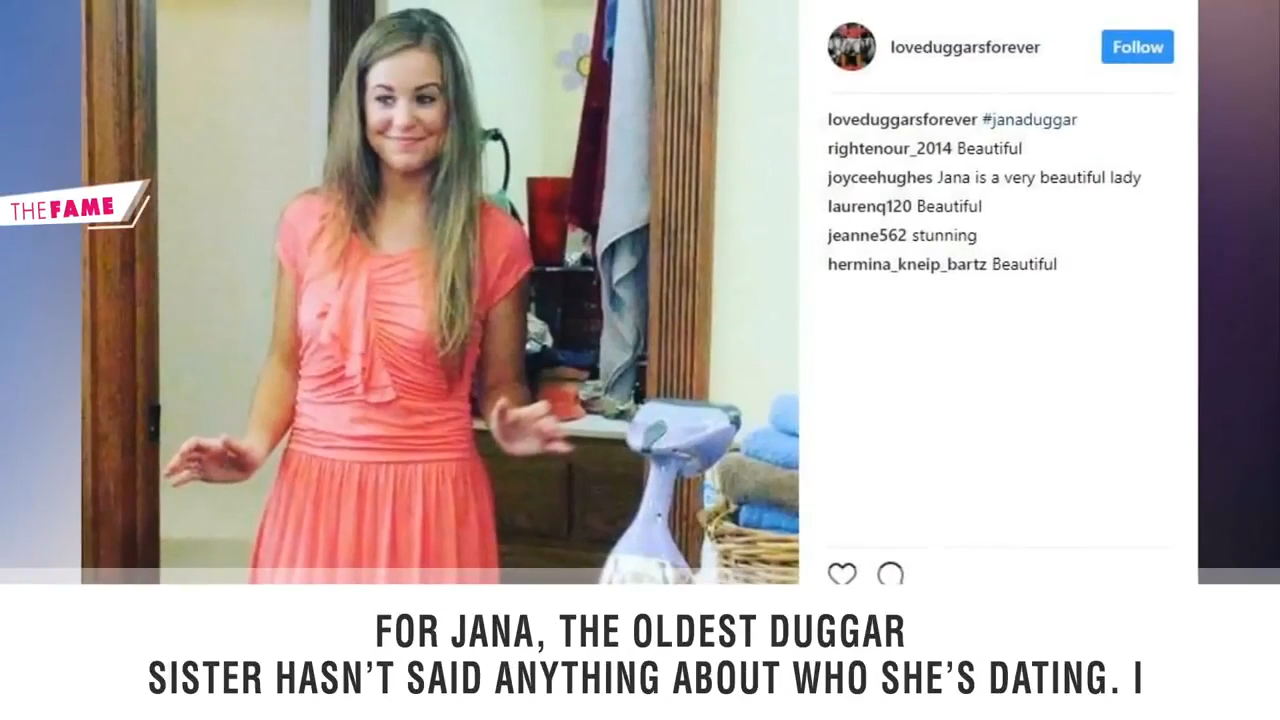 THEFAME
loveduggarsforever
Follow
loveduggarsforever #janaduggar
rightenour_2014 Beautiful
joyceehughes Jana is a very beautiful lady
laurenq120 Beautiful
jeanne562 stunning
hermina_kneip_bartz Beautiful
FOR JANA, THE OLDEST DUGGAR
SISTER HASN'T SAID ANYTHING ABOUT WHO SHE'S DATING. I